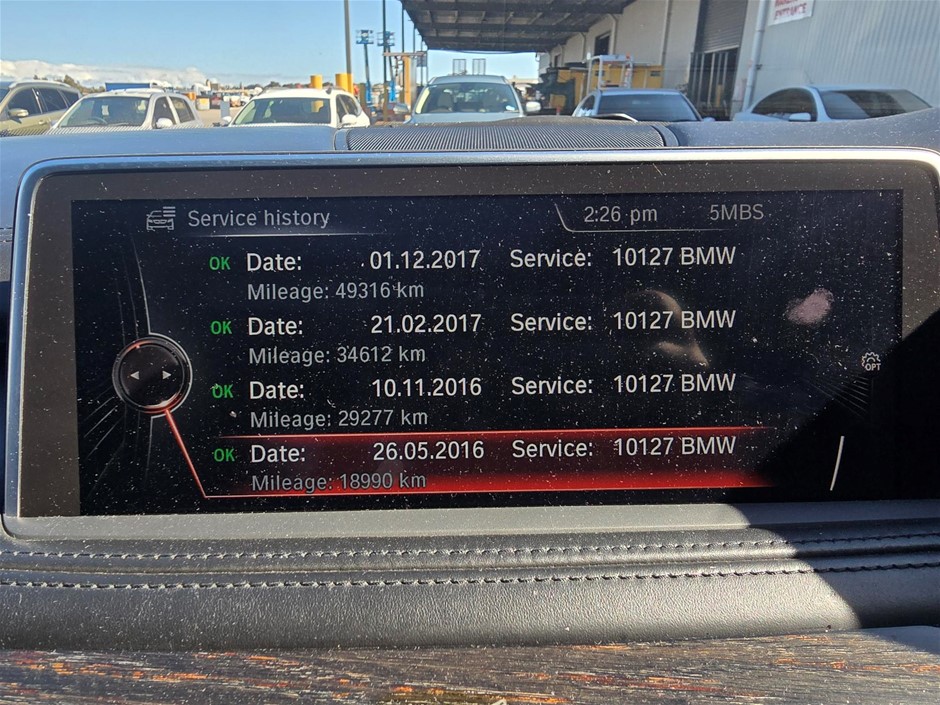 ENTRANCE
Service history 2:26 pm 5MBS
OK Date: 01.12.2017 Service: 10127 BMW
Mileage: 49316 km
OK Date: 21.02.2017 Service: 10127 BMW
Mileage: 34612 km
OK Date: 10.11.2016 Service: 10127 BMW
Mileage: 29277 km
OK Date: 26.05.2016 Service: 10127 BMW
Mileage: 18990 km
OPT